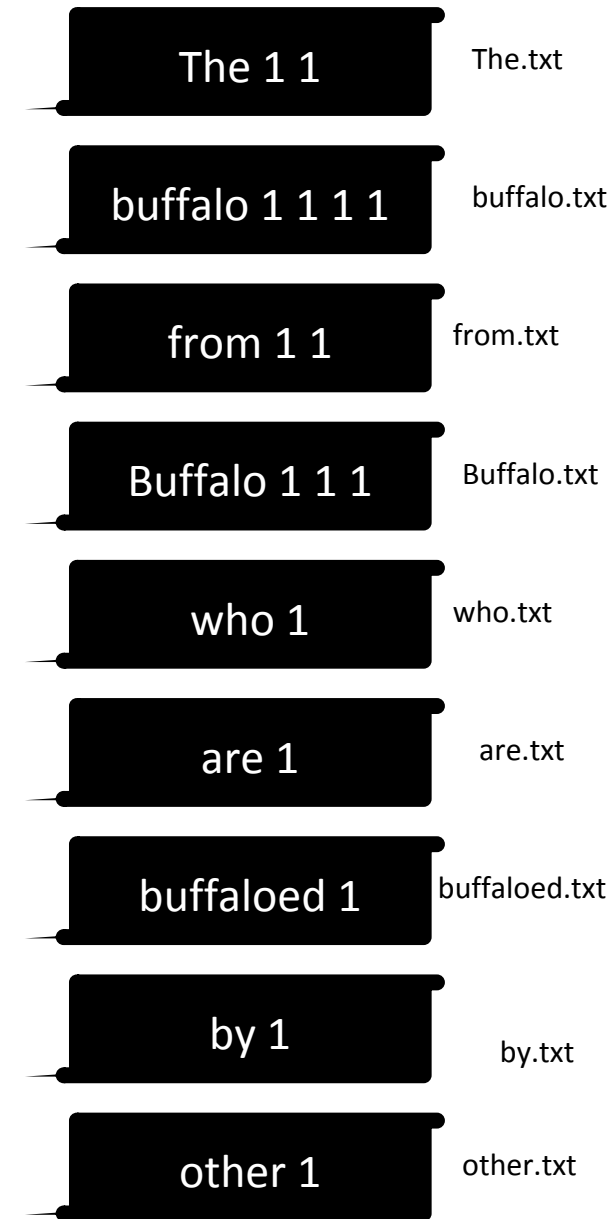 The 1 1 The.txt
buffalo 1 1 1 1 buffalo.txt
from 1 1 from.txt
Buffalo 1 1 1 Buffalo.txt
who 1 who.txt
are 1 are.txt
buffaloed 1 buffaloed.txt
by 1 by.txt
other 1 other.txt